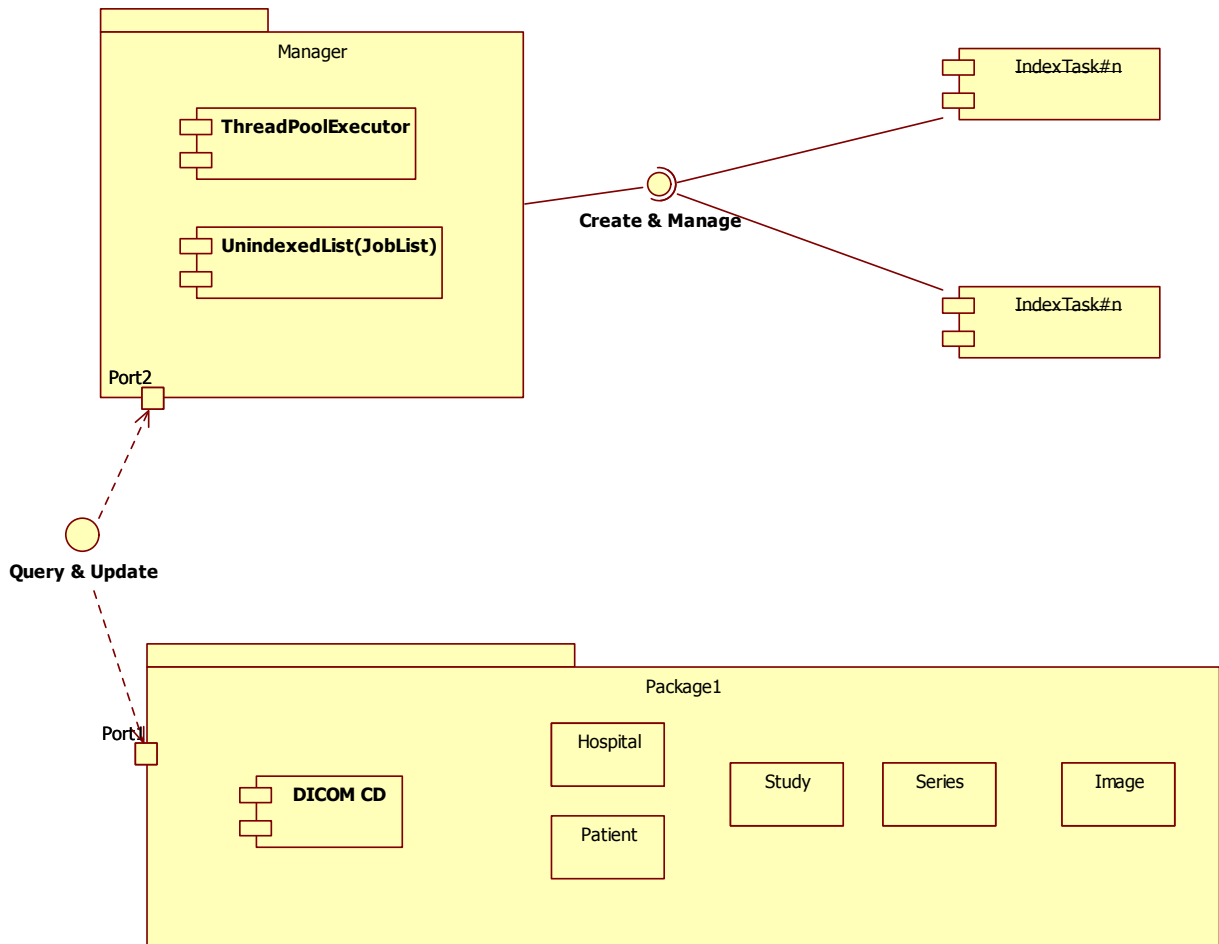 Manager
IndexTask#n
ThreadPoolExecutor
Create & Manage
UnindexedList(JobList)
IndexTask#n
Port2
Query & Update
Package1
Port1
Hospital
Study
Series
Image
DICOM CD
Patient